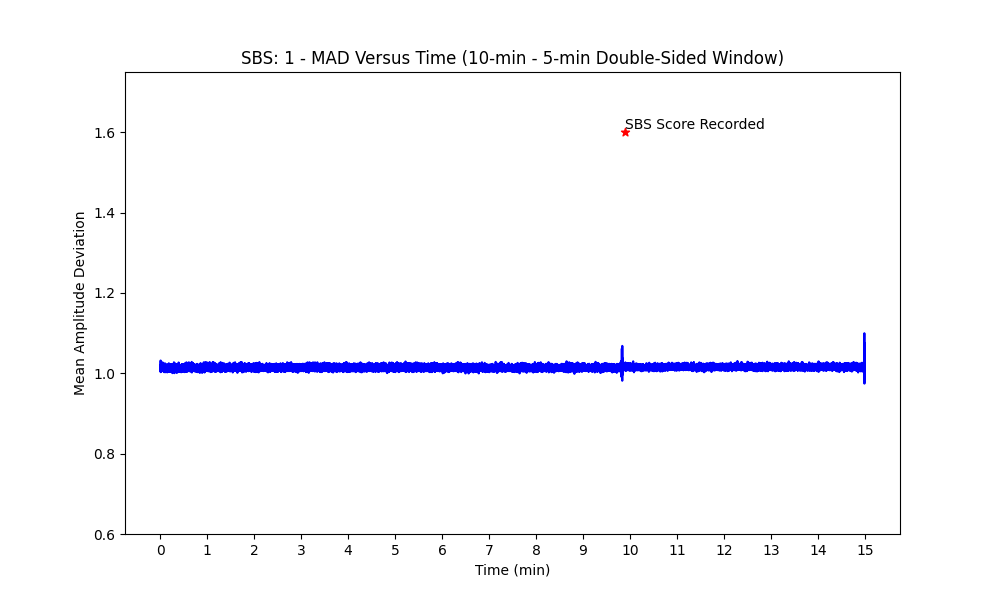 SBS: 1 - MAD Versus Time (10-min - 5-min Double-Sided Window)
SBS Score Recorded
Mean Amplitude Deviation
1.6
1.4
1.2
1.0
0.8
0.6
0 1 2 3 4 5 6 7 8 9 10 11 12 13 14 15
Time (min)